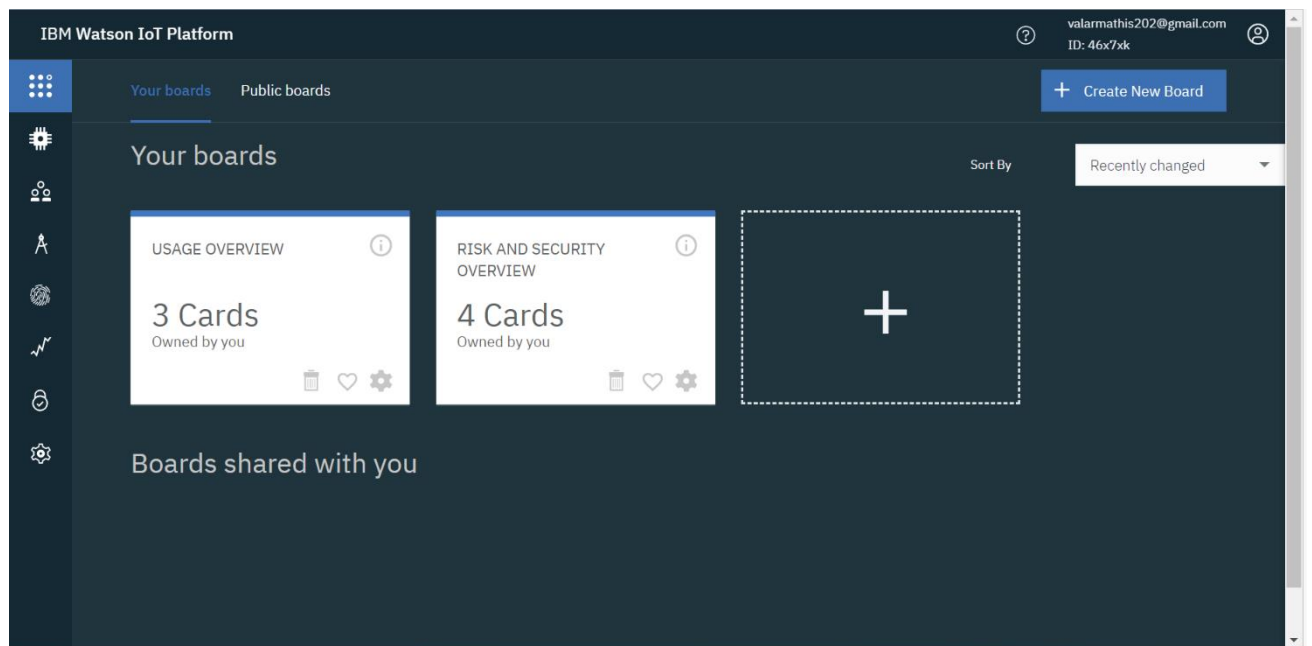 IBM Watson IoT Platform
valarmathis202@gmail.com
ID: 46x7xk
Your boards Public boards
+ Create New Board
Your boards
Sort By Recently changed
USAGE OVERVIEW
3 Cards
Owned by you
RISK AND SECURITY
OVERVIEW
4 Cards
Owned by you
Boards shared with you